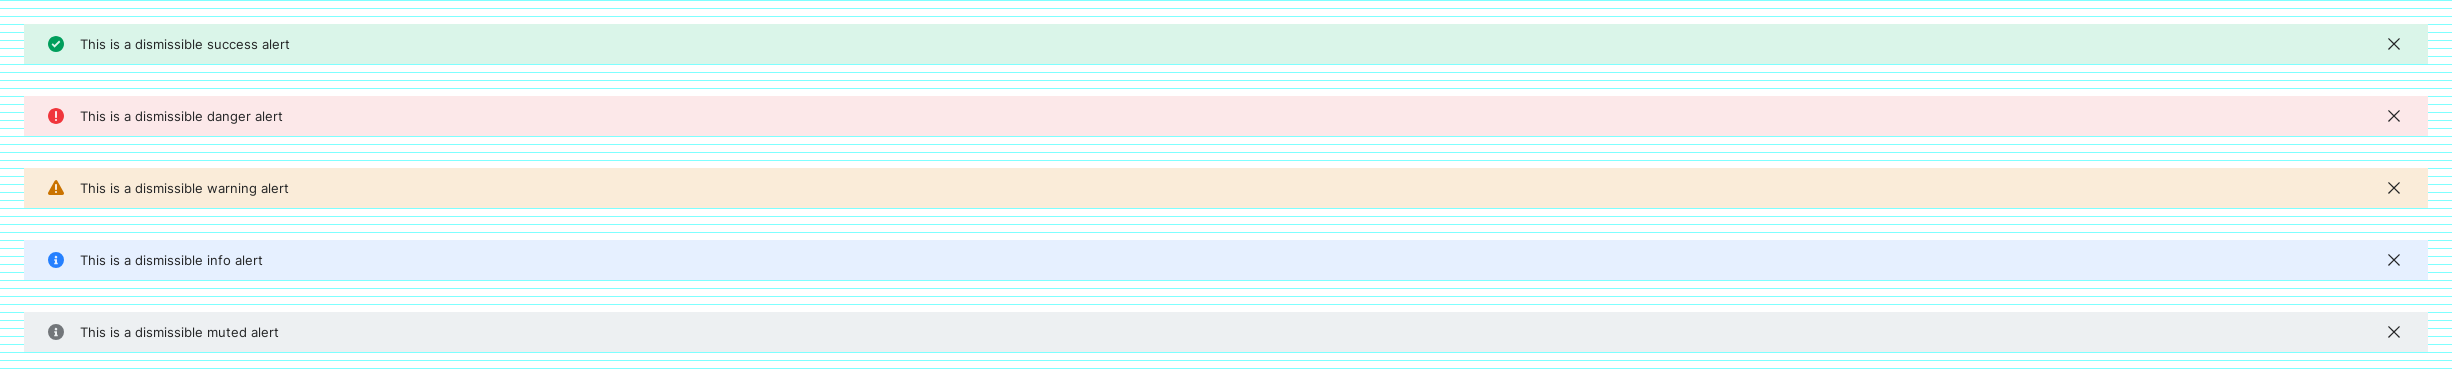 This is a dismissible success alert
This is a dismissible danger alert
This is a dismissible warning alert
This is a dismissible info alert
This is a dismissible muted alert